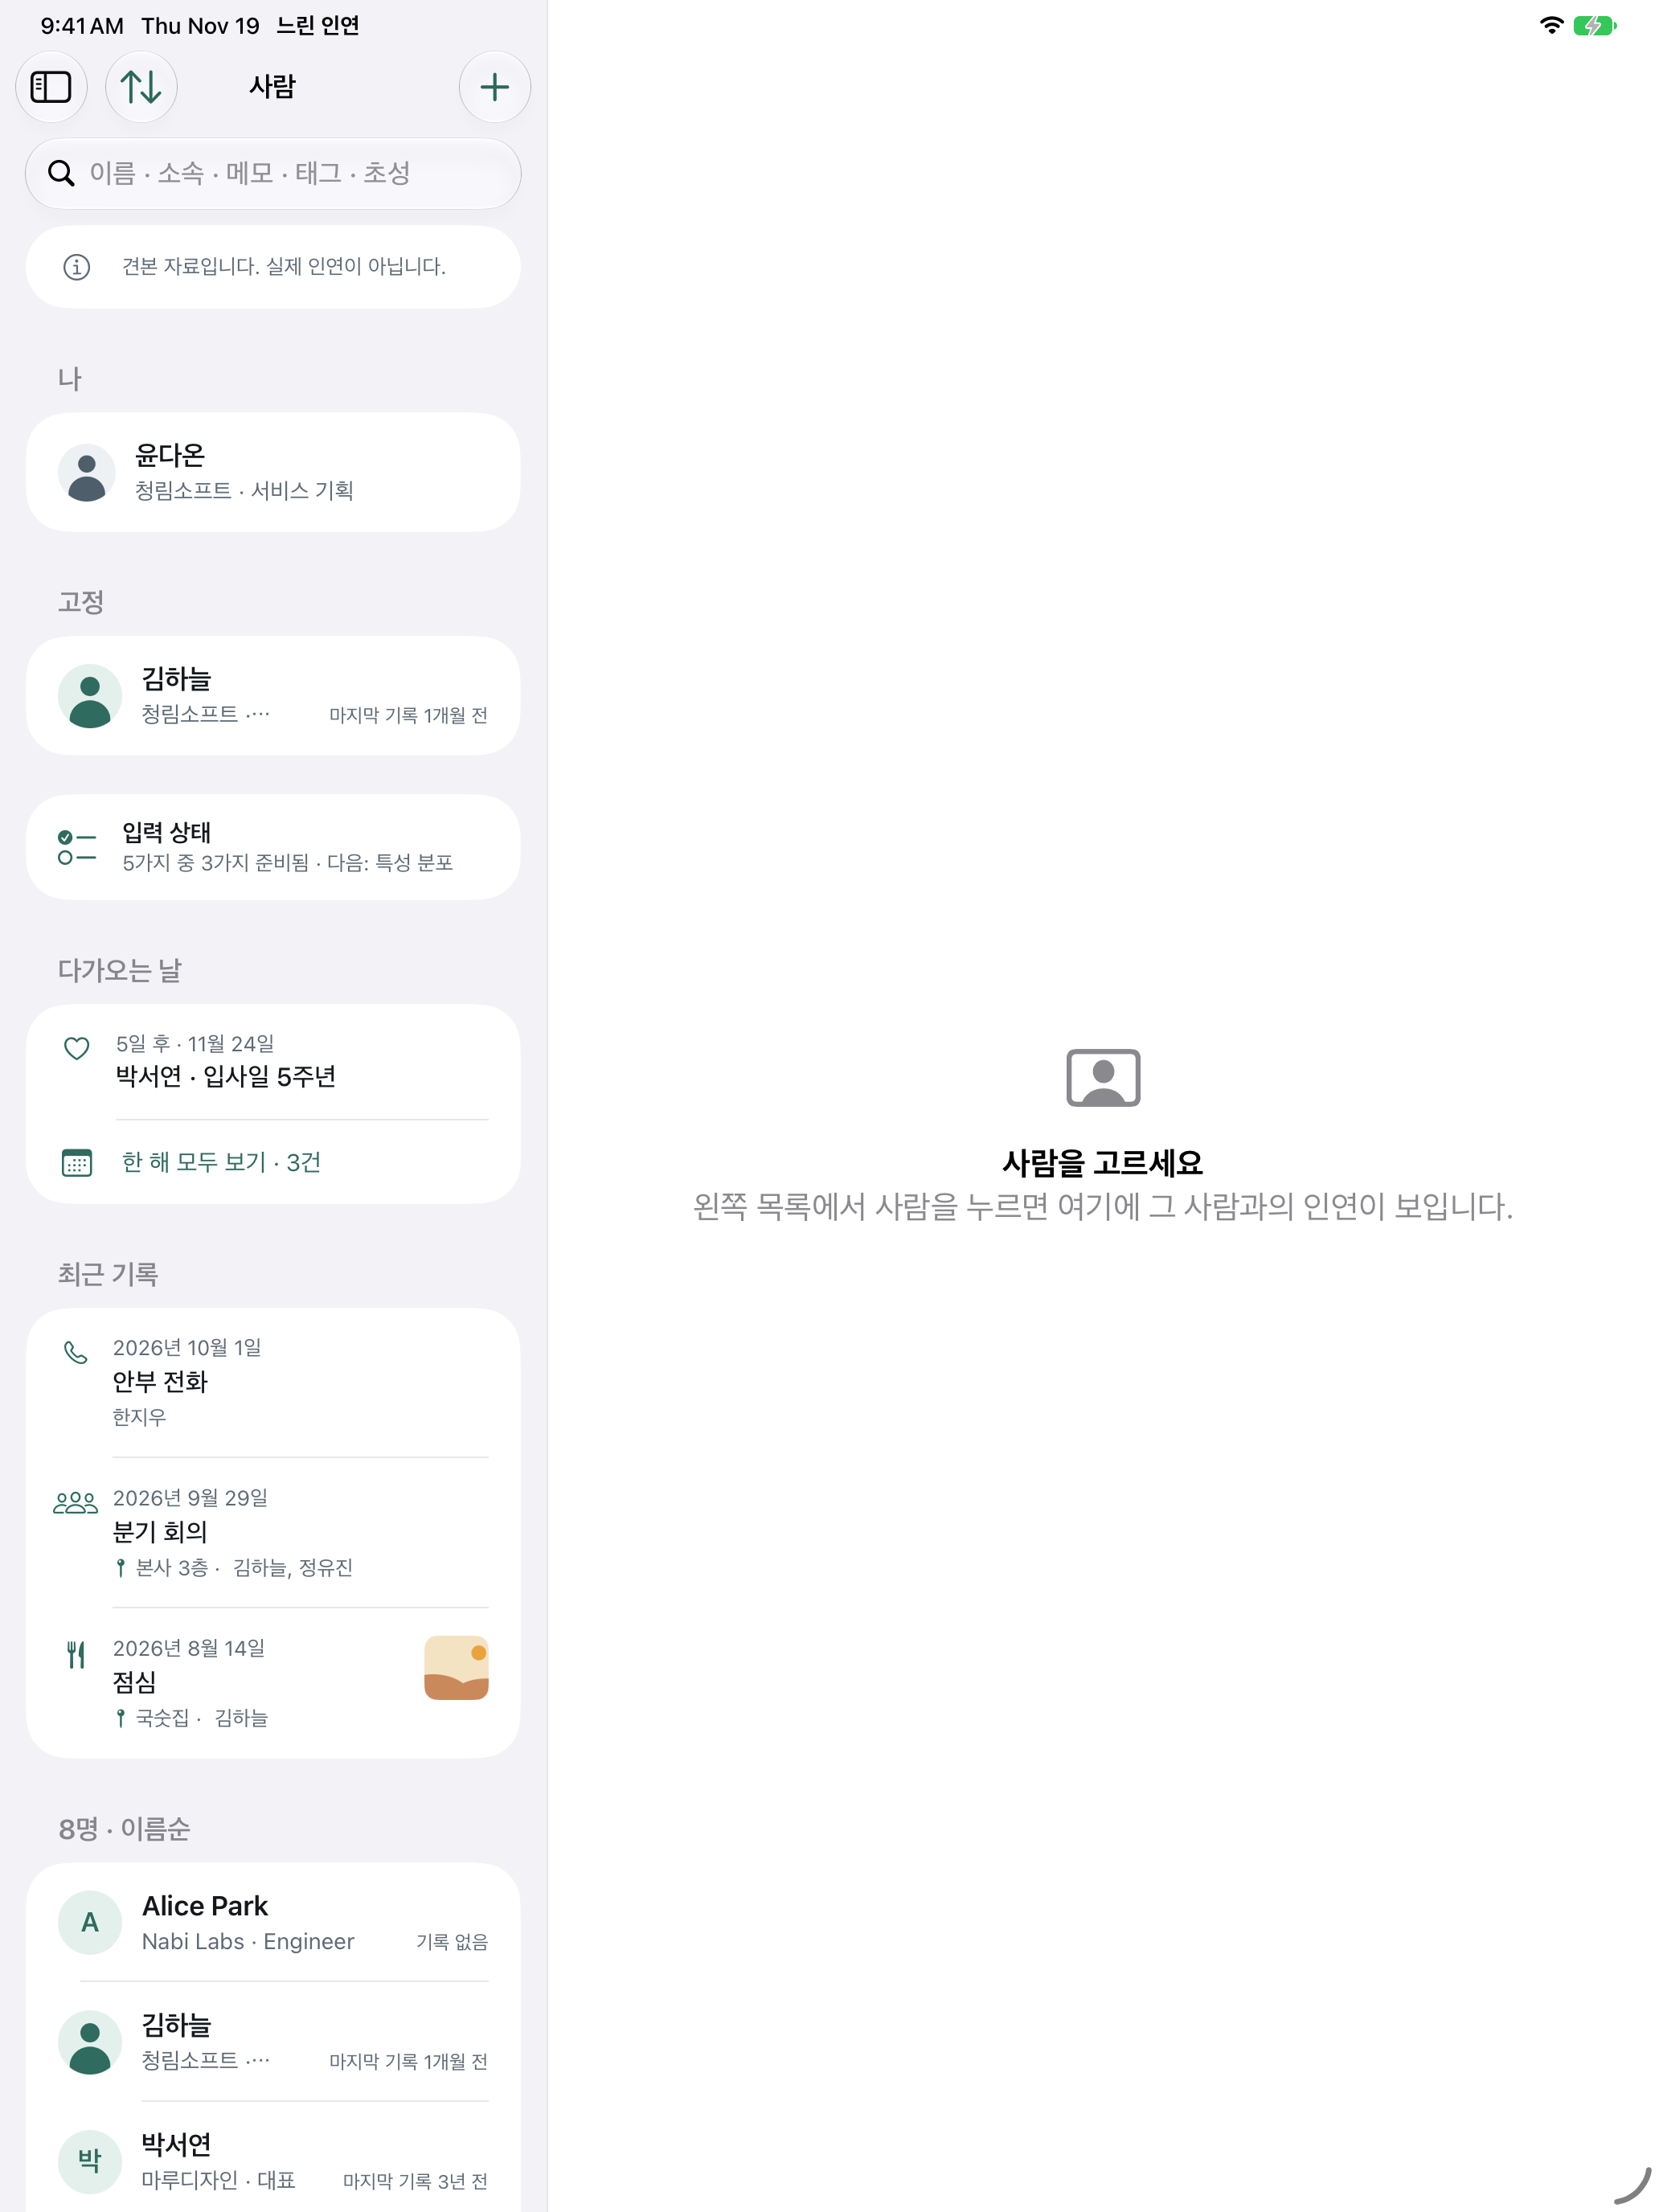 9:41 AM Thu Nov 19 느린 인연
사람
이름 · 소속 · 메모 · 태그 · 초성
견본 자료입니다. 실제 인연이 아닙니다.
나
윤다온
청림소프트 · 서비스 기획
고정
김하늘
청림소프트 ·… 마지막 기록 1개월 전
입력 상태
5가지 중 3가지 준비됨 · 다음: 특성 분포
다가오는 날
5일 후 · 11월 24일
박서연 · 입사일 5주년
한 해 모두 보기 · 3건
최근 기록
2026년 10월 1일
안부 전화
한지우
2026년 9월 29일
분기 회의
본사 3층 · 김하늘, 정유진
2026년 8월 14일
점심
국숫집 · 김하늘
8명 · 이름순
A
Alice Park
Nabi Labs · Engineer 기록 없음
김하늘
청림소프트 ·… 마지막 기록 1개월 전
박
박서연
마루디자인 · 대표 마지막 기록 3년 전
사람을 고르세요
왼쪽 목록에서 사람을 누르면 여기에 그 사람과의 인연이 보입니다.